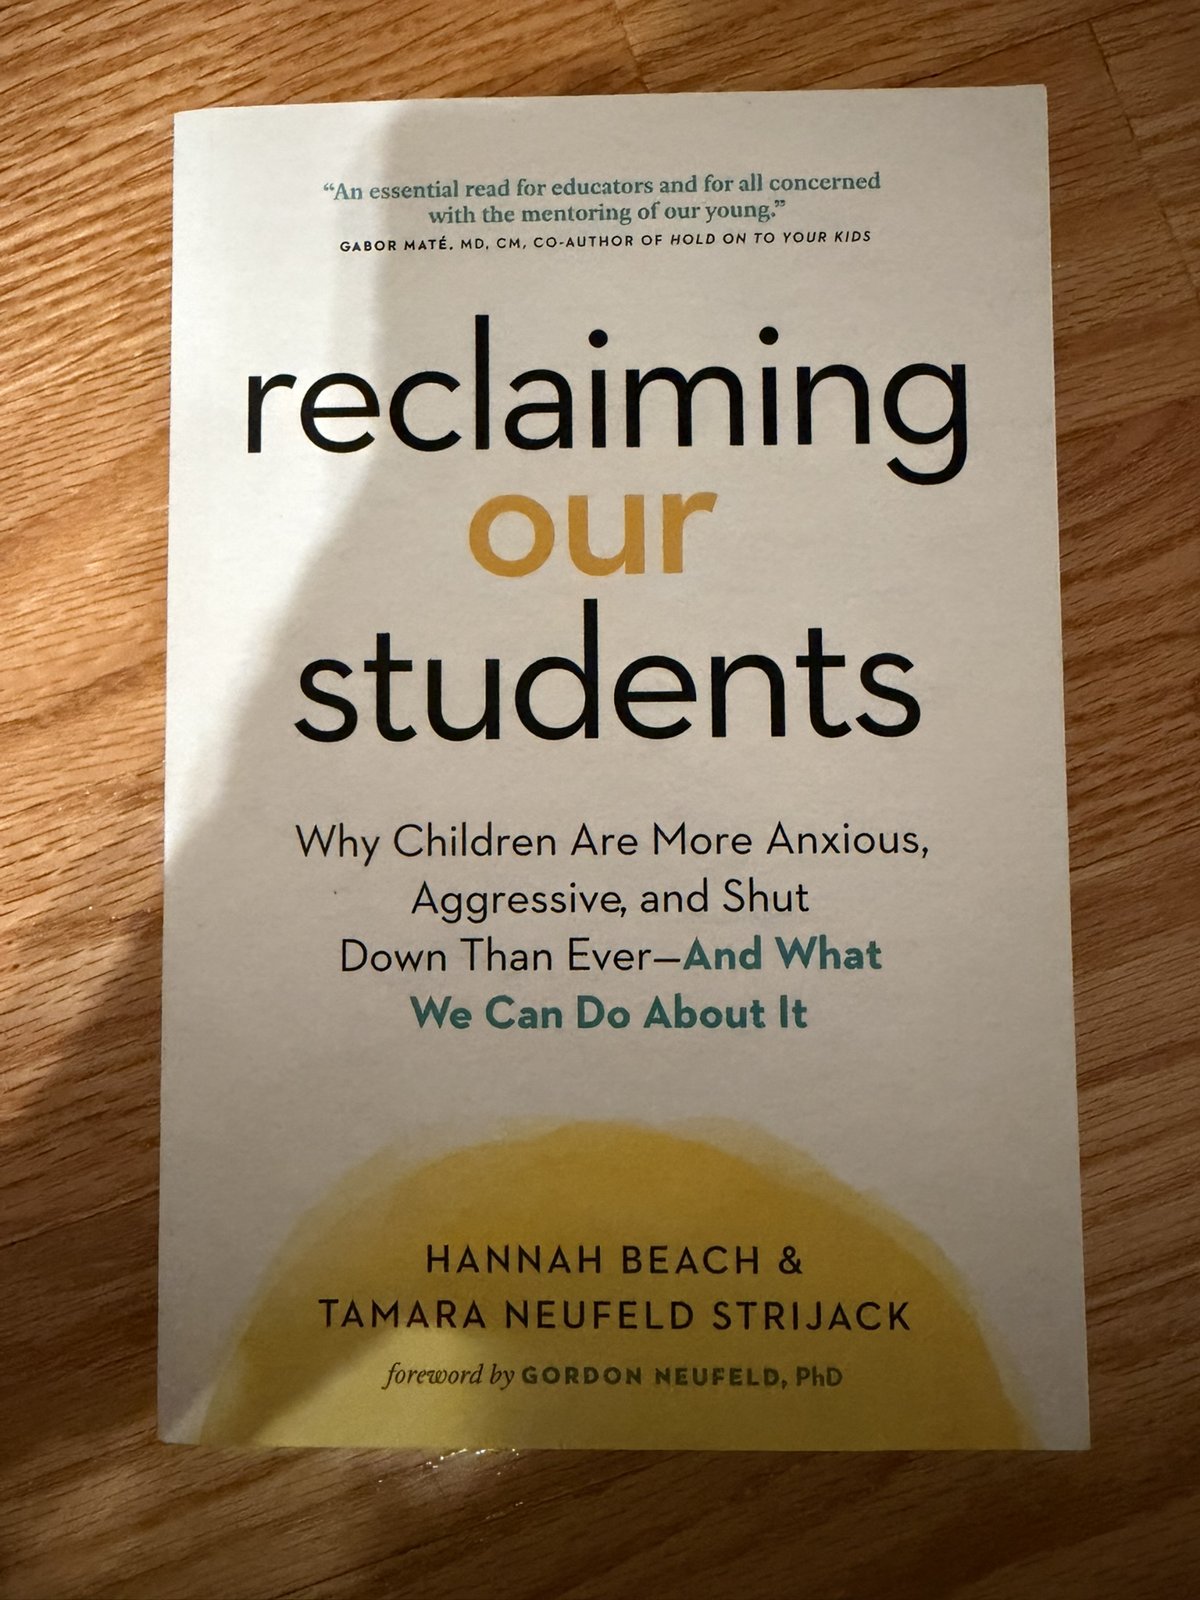 “An essential read for educators and for all concerned
with the mentoring of our young.”
GABOR MATÉ, MD, CM, CO-AUTHOR OF HOLD ON TO YOUR KIDS
reclaiming
our
students
Why Children Are More Anxious,
Aggressive, and Shut
Down Than Ever—And What
We Can Do About It
HANNAH BEACH &
TAMARA NEUFELD STRIJACK
foreword by GORDON NEUFELD, PhD